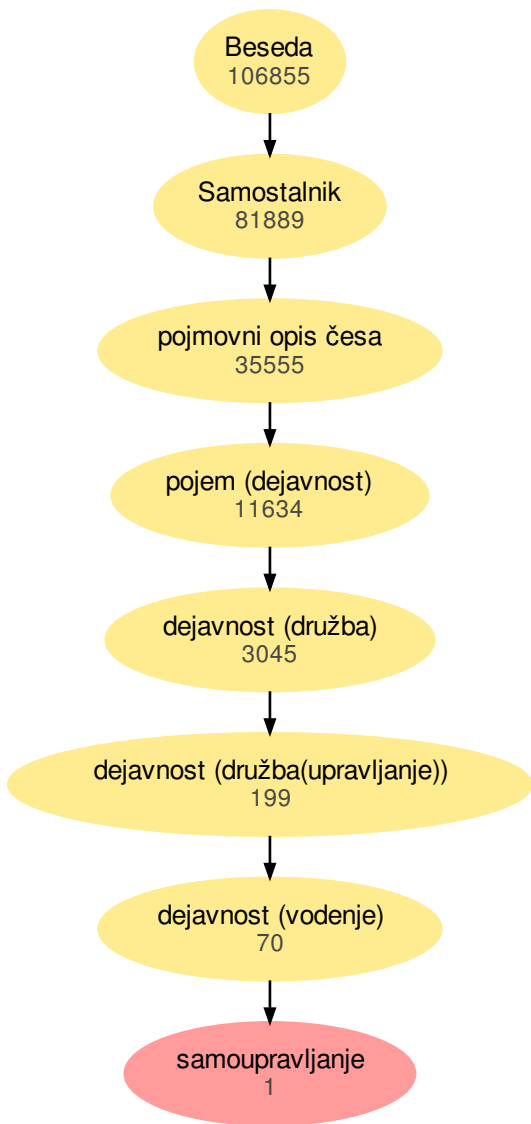 Beseda
106855
Samostalnik
81889
pojmovni opis česa
35555
pojem (dejavnost)
11634
dejavnost (družba)
3045
dejavnost (družba(upravljanje))
199
dejavnost (vodenje)
70
samoupravljanje
1